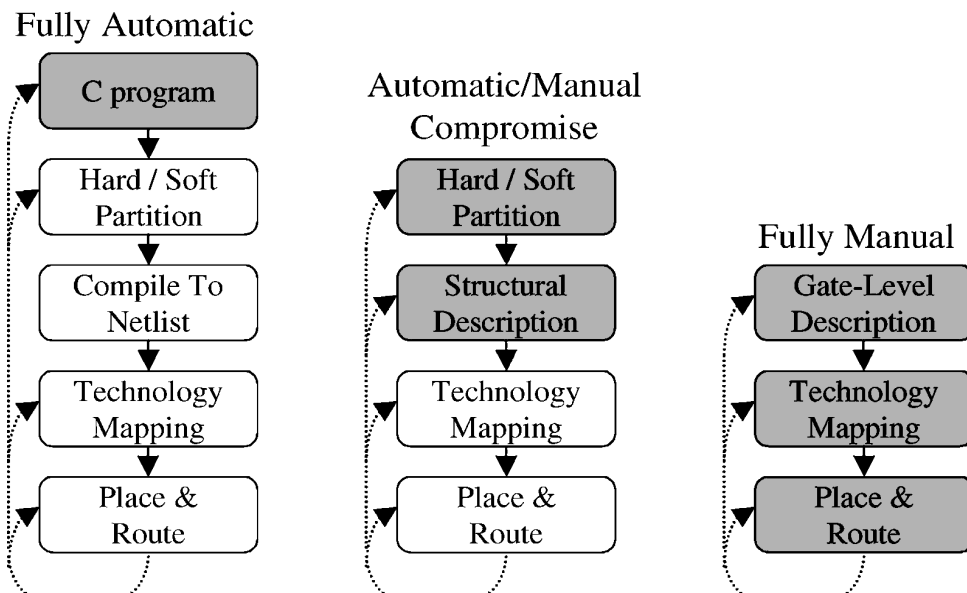 Fully Automatic
C program
Hard / Soft
Partition
Compile To
Netlist
Technology
Mapping
Place &
Route
Automatic/Manual
Compromise
Hard / Soft
Partition
Structural
Description
Technology
Mapping
Place &
Route
Fully Manual
Gate-Level
Description
Technology
Mapping
Place &
Route